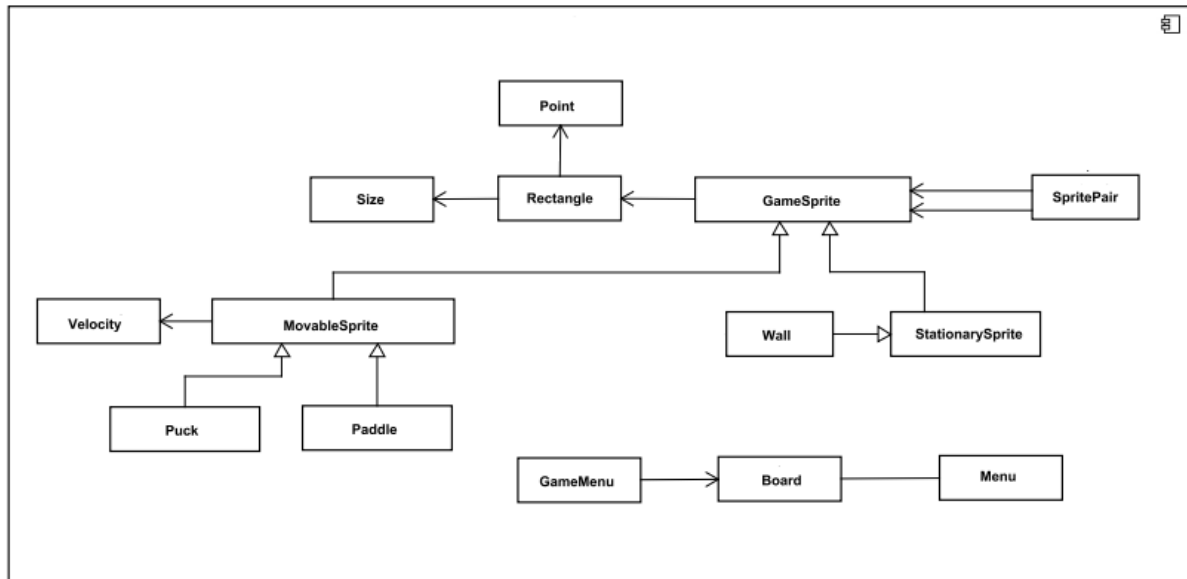 Point
Size
Rectangle
GameSprite
SpritePair
Velocity
MovableSprite
Wall
StationarySprite
Puck
Paddle
GameMenu
Board
Menu